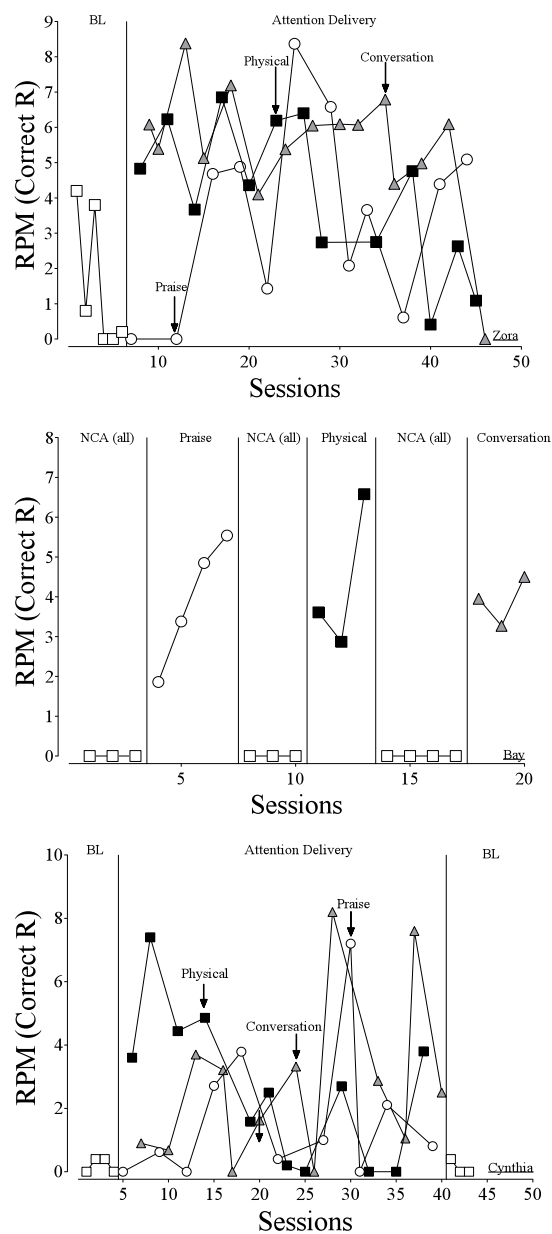 BL Attention Delivery
9
8
7
6
5
4
3
2
1
0
RPM (Correct R)
Physical
Conversation
Praise
Zora
10 20 30 40 50
Sessions
NCA (all) Praise NCA (all) Physical NCA (all) Conversation
8
7
6
5
4
3
2
1
0
RPM (Correct R)
Bay
5 10 15 20
Sessions
BL Attention Delivery BL
10
8
6
4
2
0
RPM (Correct R)
Praise
Physical
Conversation
Cynthia
5 10 15 20 25 30 35 40 45 50
Sessions